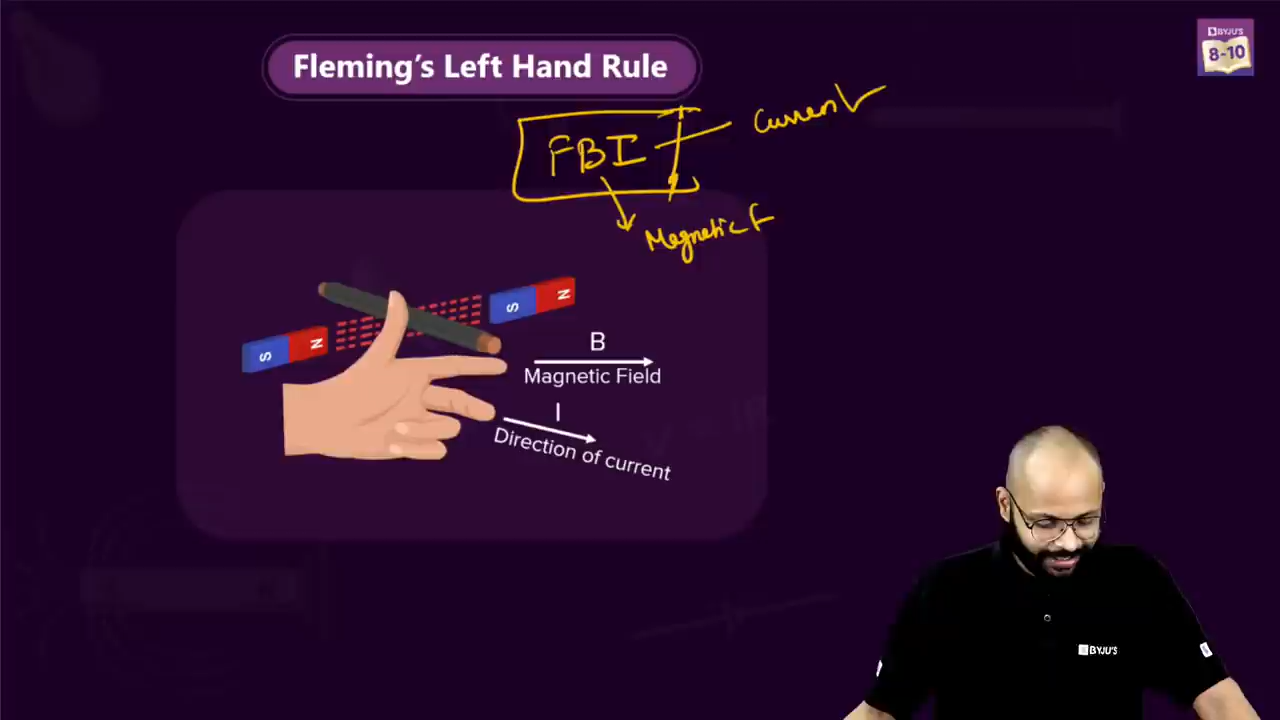 BYJU'S
8-10
Fleming's Left Hand Rule
FBI
Current
Magnetic F
S N
S N
B
Magnetic Field
I
Direction of current
BYJU'S